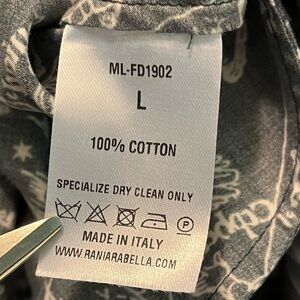 ML-FD1902
L
100% COTTON
SPECIALIZE DRY CLEAN ONLY
P
MADE IN ITALY
WWW.RANIARABELLA.COM